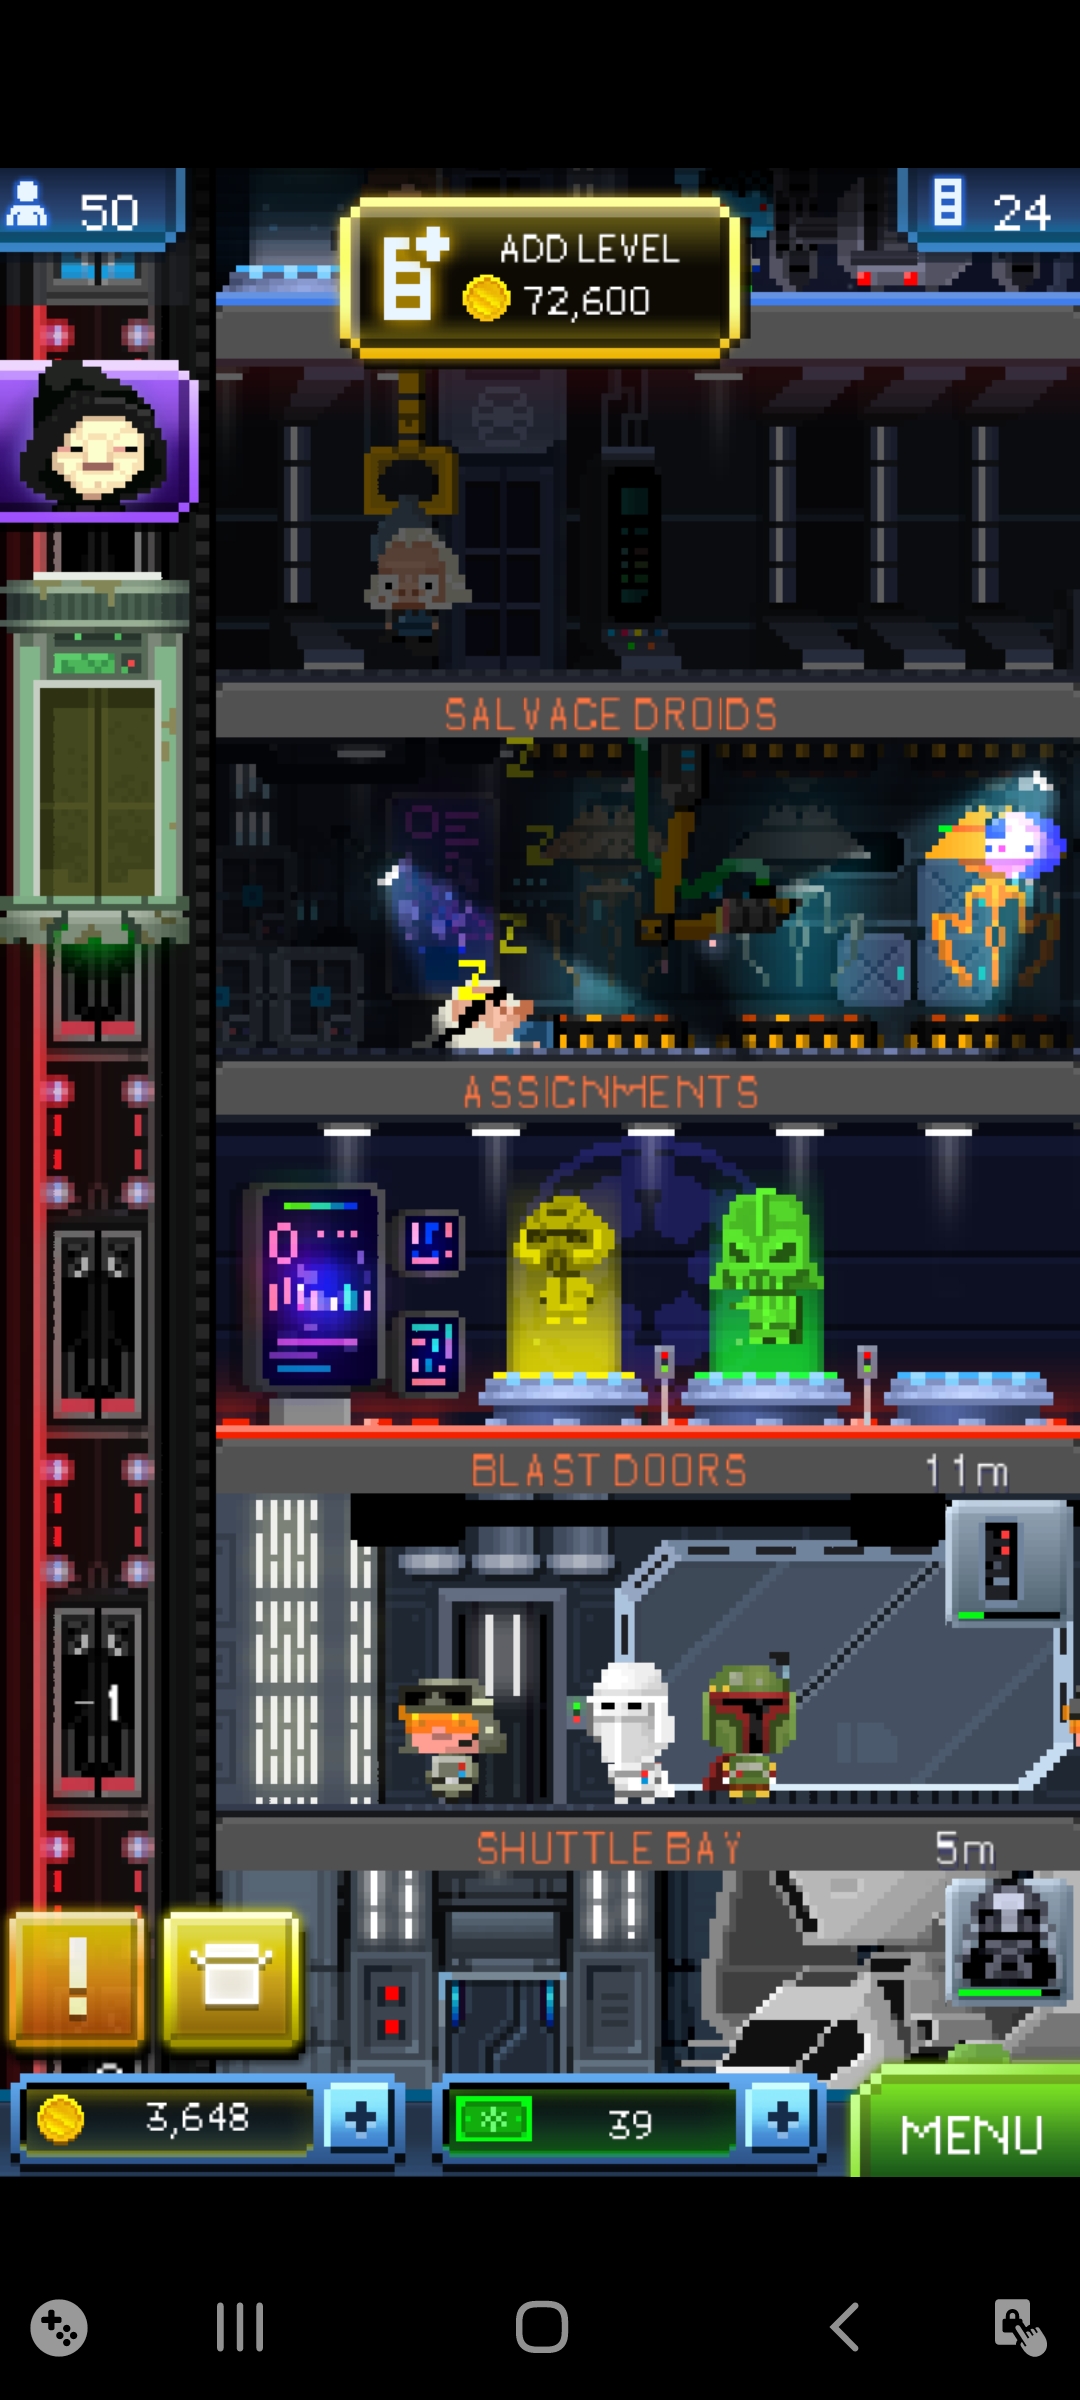 50
24
ADD LEVEL
72,600
SALVAGE DROIDS
Z
Z
Z
Z
ASSIGNMENTS
BLAST DOORS 11m
-1
SHUTTLE BAY 5m
!
3,648 +
39 +
MENU